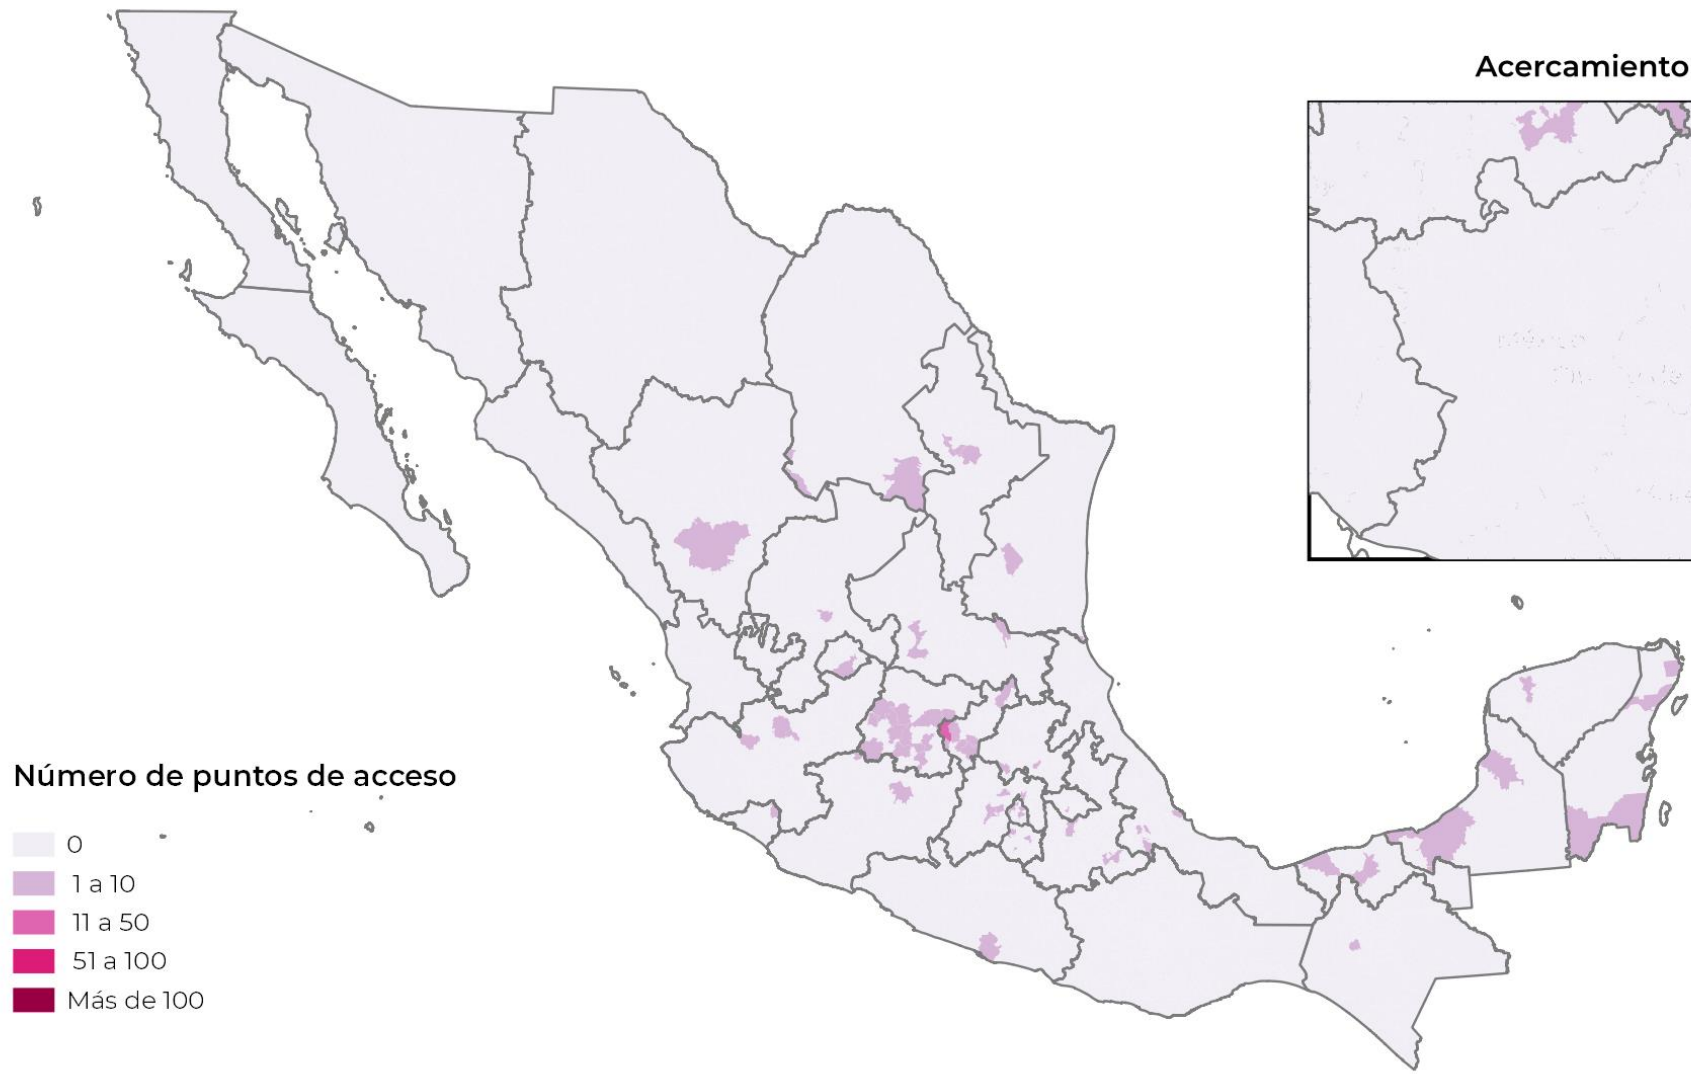 Acercamiento
Número de puntos de acceso
0
1 a 10
11 a 50
51 a 100
Más de 100